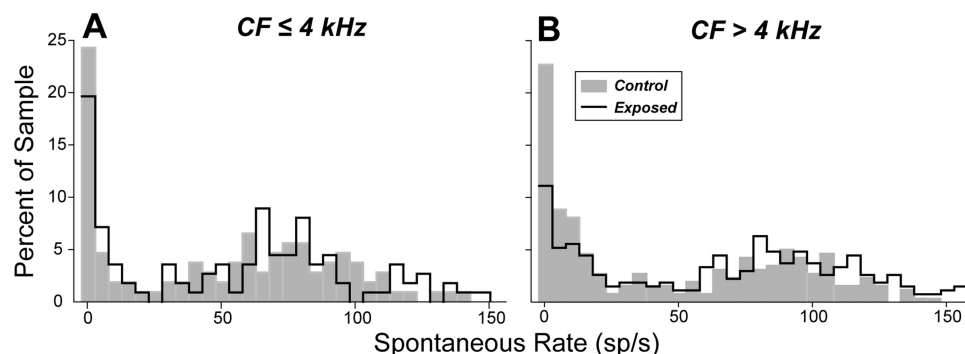 A
CF ≤ 4 kHz
B
CF > 4 kHz
Control
Exposed
Percent of Sample
25
20
15
10
5
0
0
50
100
150
0
50
100
150
Spontaneous Rate (sp/s)